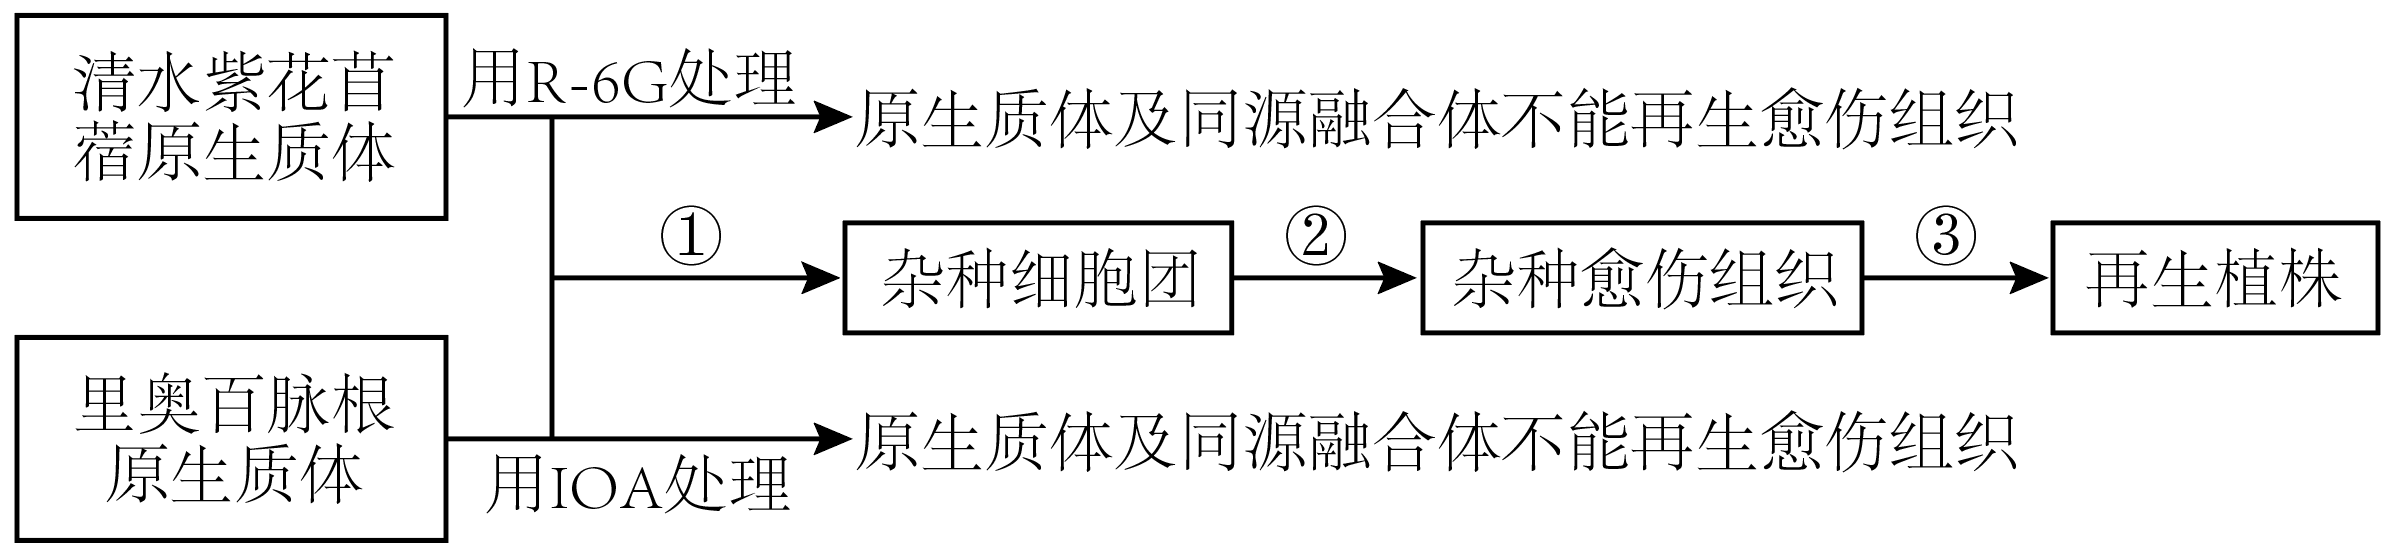 清水紫花苜
蓿原生质体
用R-6G处理
原生质体及同源融合体不能再生愈伤组织
①
杂种细胞团
②
杂种愈伤组织
③
再生植株
里奥百脉根
原生质体
用IOA处理
原生质体及同源融合体不能再生愈伤组织